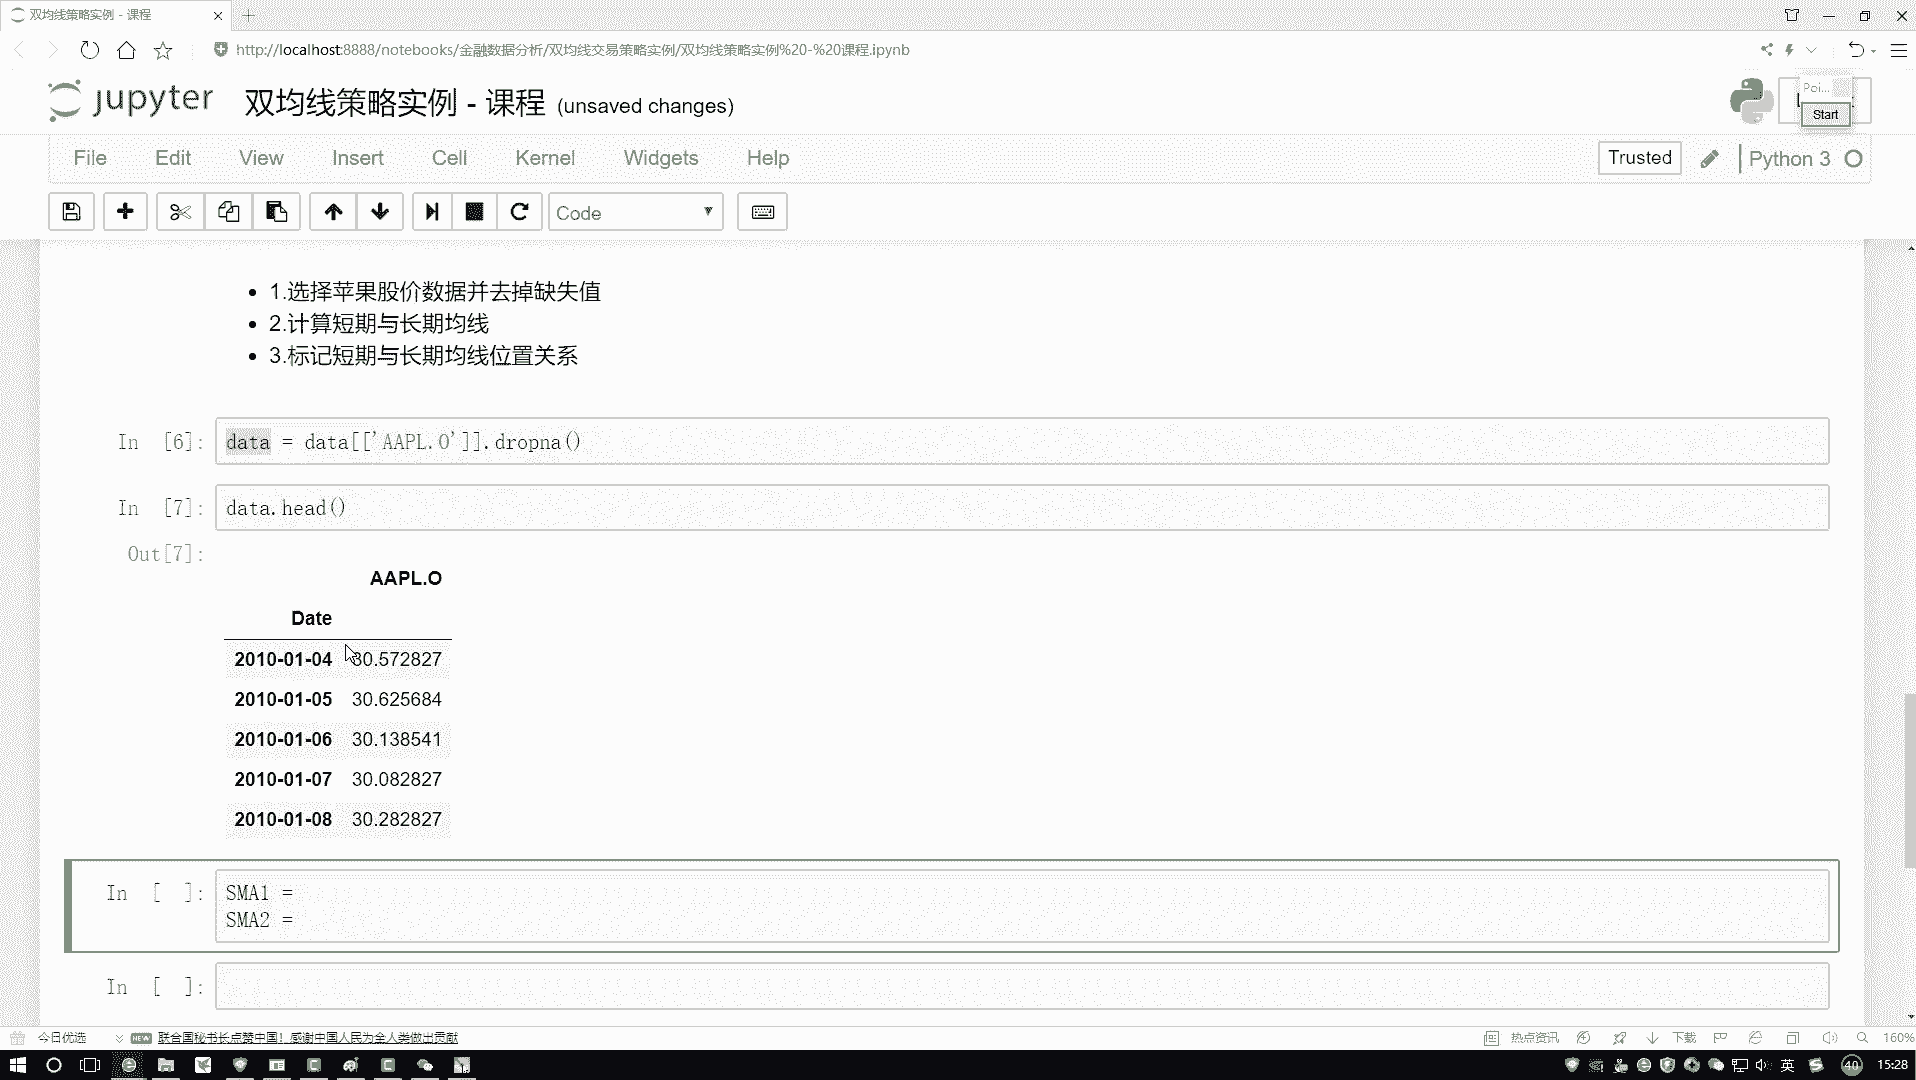 双均线策略实例 - 课程
http://localhost:8888/notebooks/金融数据分析/双均线交易策略实例/双均线策略实例%20-%20课程.ipynb
jupyter 双均线策略实例 - 课程 (unsaved changes)
Poi...
Start
File Edit View Insert Cell Kernel Widgets Help
Trusted Python 3
Code
1.选择苹果股价数据并去掉缺失值
2.计算短期与长期均线
3.标记短期与长期均线位置关系
In [6]: data = data[['AAPL.O']].dropna()
In [7]: data.head()
Out[7]:
AAPL.O
Date
2010-01-04 30.572827
2010-01-05 30.625684
2010-01-06 30.138541
2010-01-07 30.082827
2010-01-08 30.282827
In [ ]: SMA1 =
SMA2 =
In [ ]:
今日优选 NEW 联合国秘书长点赞中国！感谢中国人民为全人类做出贡献 热点资讯 下载 160%
英 40 15:28